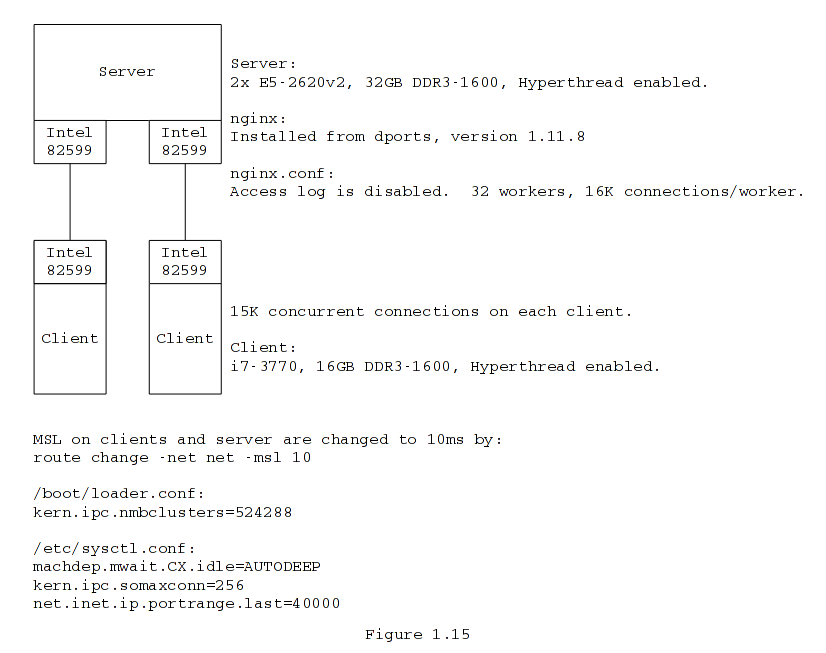 Server
Server:
2x E5-2620v2, 32GB DDR3-1600, Hyperthread enabled.
nginx:
Installed from dports, version 1.11.8
Intel
82599
Intel
82599
nginx.conf:
Access log is disabled.  32 workers, 16K connections/worker.
Intel
82599
Intel
82599
15K concurrent connections on each client.
Client
Client
Client:
i7-3770, 16GB DDR3-1600, Hyperthread enabled.
MSL on clients and server are changed to 10ms by:
route change -net net -msl 10
/boot/loader.conf:
kern.ipc.nmbclusters=524288
/etc/sysctl.conf:
machdep.mwait.CX.idle=AUTODEEP
kern.ipc.somaxconn=256
net.inet.ip.portrange.last=40000
Figure 1.15